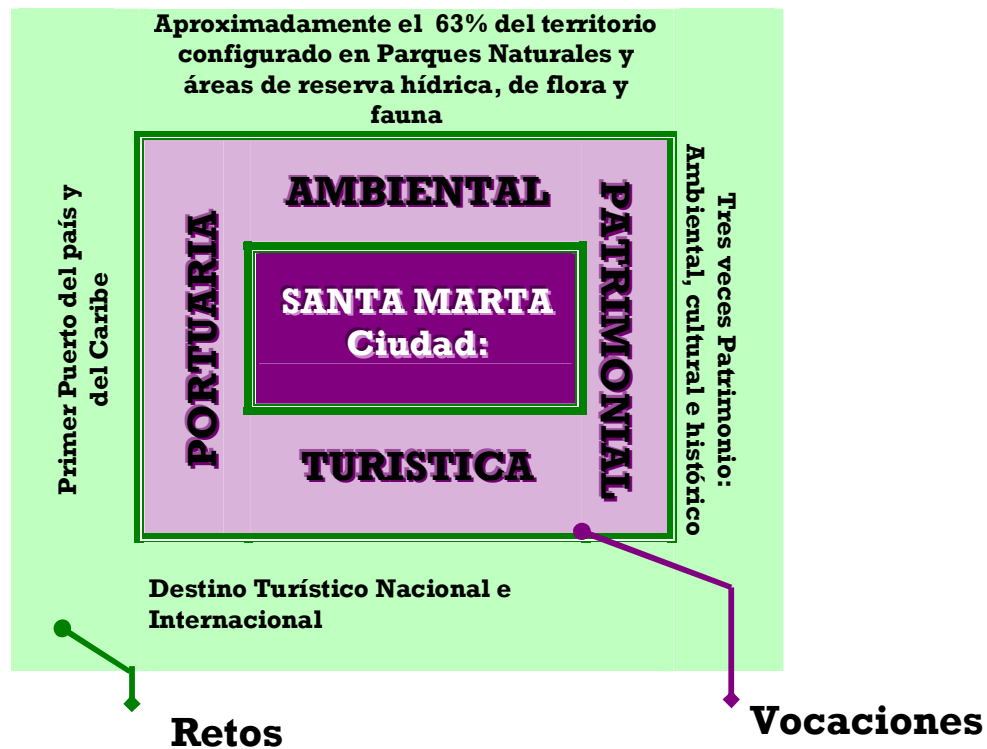 Aproximadamente el 63% del territorio
configurado en Parques Naturales y
áreas de reserva hídrica, de flora y
fauna
Primer Puerto del país y
del Caribe
PORTUARIA
AMBIENTAL
SANTA MARTA
Ciudad:
TURISTICA
PATRIMONIAL
Tres veces Patrimonio:
Ambiental, cultural e histórico
Destino Turístico Nacional e
Internacional
Retos
Vocaciones